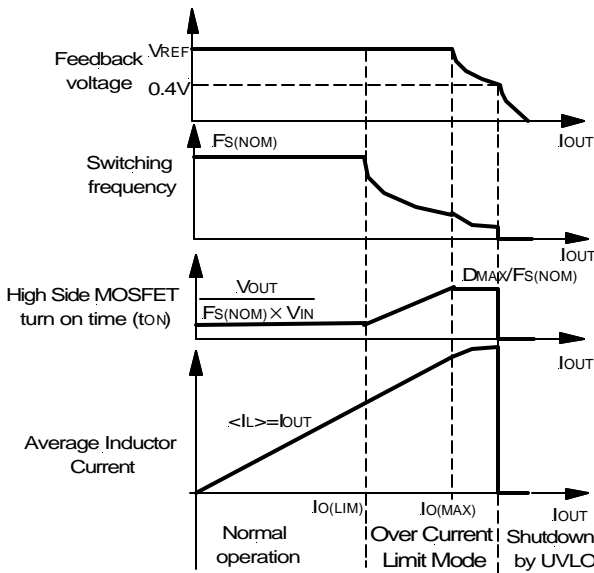 Feedback
voltage
VREF
0.4V
IOUT
Switching
frequency
FS(NOM)
IOUT
High Side MOSFET
turn on time (tON)
VOUT
FS(NOM) × VIN
DMAX/FS(NOM)
IOUT
Average Inductor
Current
<IL>=IOUT
IO(LIM)
IO(MAX)
IOUT
Normal
operation
Over Current
Limit Mode
Shutdown
by UVLO